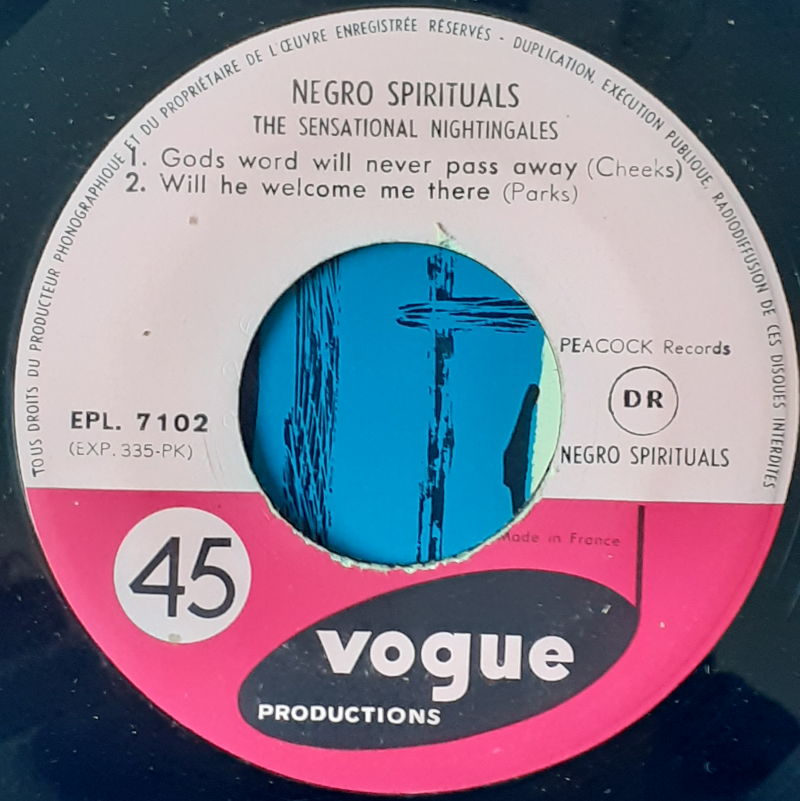 TOUS DROITS DU PRODUCTEUR PHONOGRAPHIQUE ET DU PROPRIÉTAIRE DE L'ŒUVRE ENREGISTRÉE RÉSERVÉS - DUPLICATION, EXÉCUTION PUBLIQUE, RADIODIFFUSION DE CES DISQUES INTERDITES
NEGRO SPIRITUALS
THE SENSATIONAL NIGHTINGALES
1. Gods word will never pass away (Cheeks)
2. Will he welcome me there (Parks)
PEACOCK Records
DR
EPL. 7102
(EXP. 335-PK)
NEGRO SPIRITUALS
Made in France
45
vogue
PRODUCTIONS